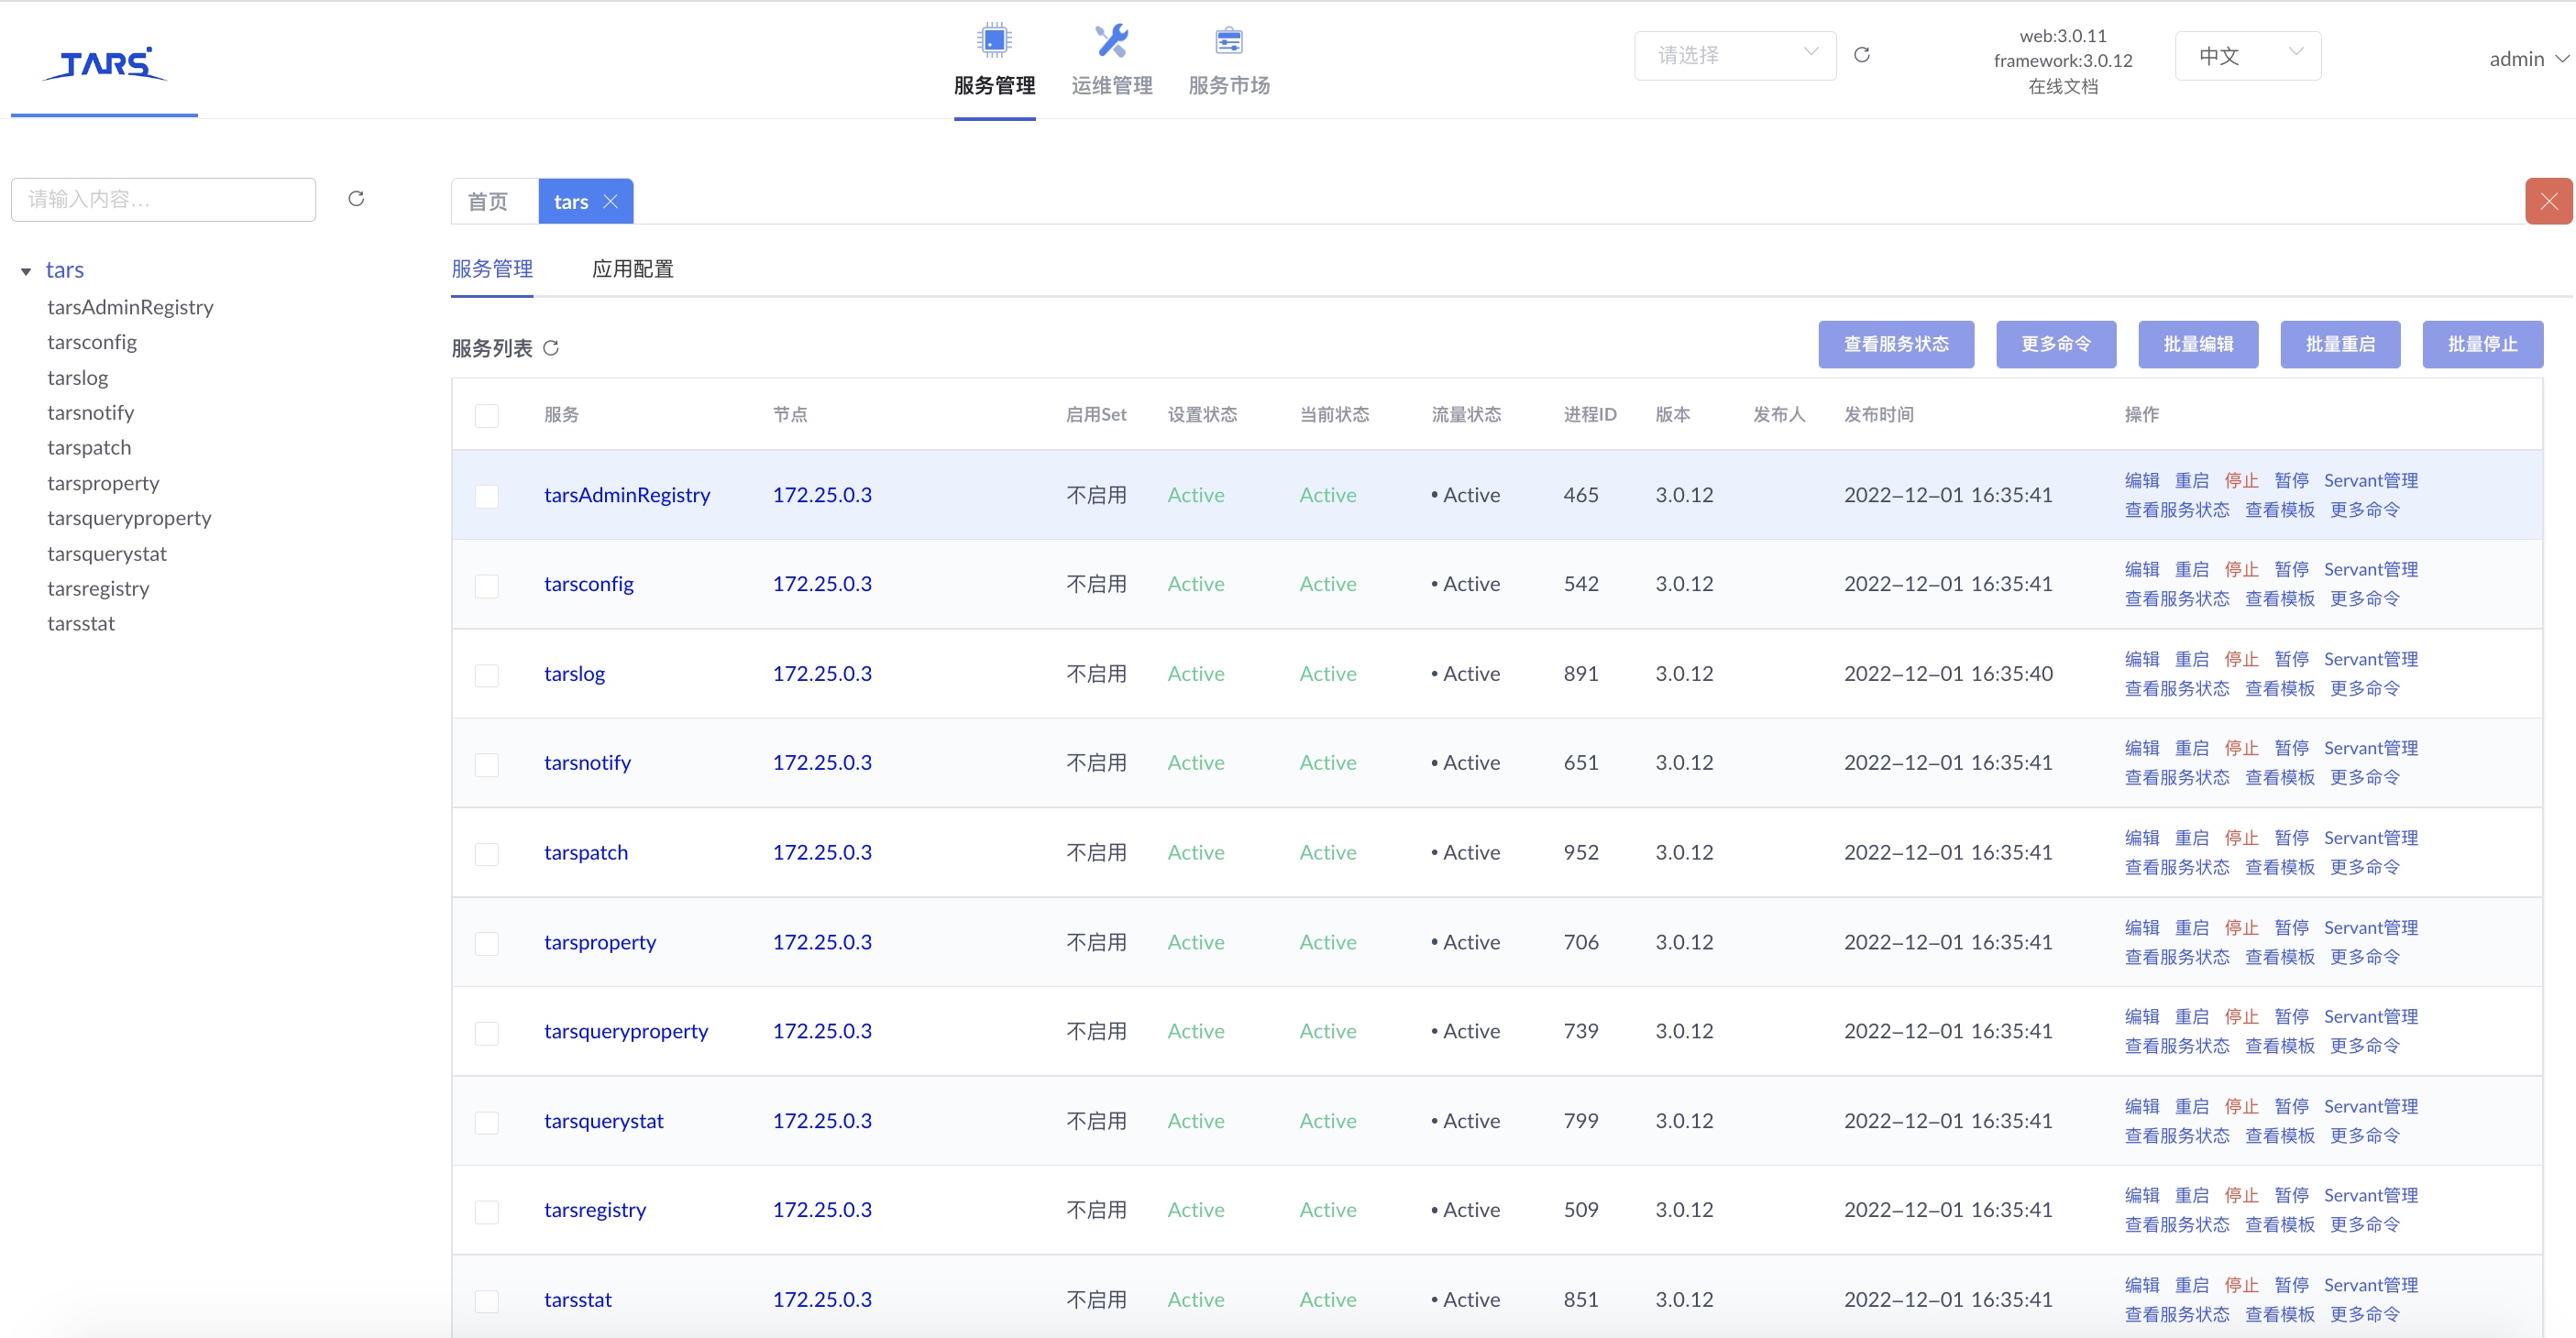 TARS
服务管理
运维管理
服务市场
请选择
web:3.0.11
framework:3.0.12
在线文档
中文
admin
请输入内容...
tars
tarsAdminRegistry
tarsconfig
tarslog
tarsnotify
tarspatch
tarsproperty
tarsqueryproperty
tarsquerystat
tarsregistry
tarsstat
首页 tars
服务管理 应用配置
服务列表 查看服务状态 更多命令 批量编辑 批量重启 批量停止
服务 节点 启用Set 设置状态 当前状态 流量状态 进程ID 版本 发布人 发布时间 操作
tarsAdminRegistry 172.25.0.3 不启用 Active Active • Active 465 3.0.12 2022-12-01 16:35:41 编辑 重启 停止 暂停 Servant管理
查看服务状态 查看模板 更多命令
tarsconfig 172.25.0.3 不启用 Active Active • Active 542 3.0.12 2022-12-01 16:35:41 编辑 重启 停止 暂停 Servant管理
查看服务状态 查看模板 更多命令
tarslog 172.25.0.3 不启用 Active Active • Active 891 3.0.12 2022-12-01 16:35:40 编辑 重启 停止 暂停 Servant管理
查看服务状态 查看模板 更多命令
tarsnotify 172.25.0.3 不启用 Active Active • Active 651 3.0.12 2022-12-01 16:35:41 编辑 重启 停止 暂停 Servant管理
查看服务状态 查看模板 更多命令
tarspatch 172.25.0.3 不启用 Active Active • Active 952 3.0.12 2022-12-01 16:35:41 编辑 重启 停止 暂停 Servant管理
查看服务状态 查看模板 更多命令
tarsproperty 172.25.0.3 不启用 Active Active • Active 706 3.0.12 2022-12-01 16:35:41 编辑 重启 停止 暂停 Servant管理
查看服务状态 查看模板 更多命令
tarsqueryproperty 172.25.0.3 不启用 Active Active • Active 739 3.0.12 2022-12-01 16:35:41 编辑 重启 停止 暂停 Servant管理
查看服务状态 查看模板 更多命令
tarsquerystat 172.25.0.3 不启用 Active Active • Active 799 3.0.12 2022-12-01 16:35:41 编辑 重启 停止 暂停 Servant管理
查看服务状态 查看模板 更多命令
tarsregistry 172.25.0.3 不启用 Active Active • Active 509 3.0.12 2022-12-01 16:35:41 编辑 重启 停止 暂停 Servant管理
查看服务状态 查看模板 更多命令
tarsstat 172.25.0.3 不启用 Active Active • Active 851 3.0.12 2022-12-01 16:35:41 编辑 重启 停止 暂停 Servant管理
查看服务状态 查看模板 更多命令